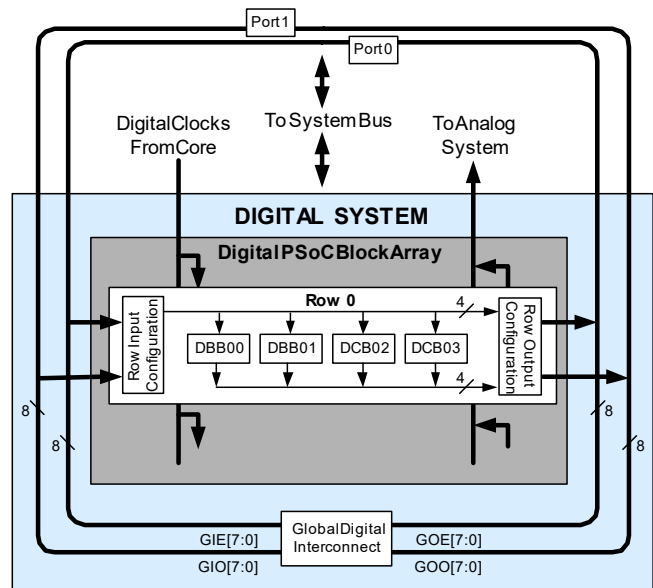 Port1
Port0
DigitalClocks
FromCore
ToSystemBus
ToAnalog
System
DIGITAL SYSTEM
DigitalPSoCBlockArray
Row Input
Configuration
Row 0
4
DBB00
DBB01
DCB02
DCB03
4
Row Output
Configuration
8
8
8
8
GIE[7:0]
GIO[7:0]
GlobalDigital
Interconnect
GOE[7:0]
GOO[7:0]